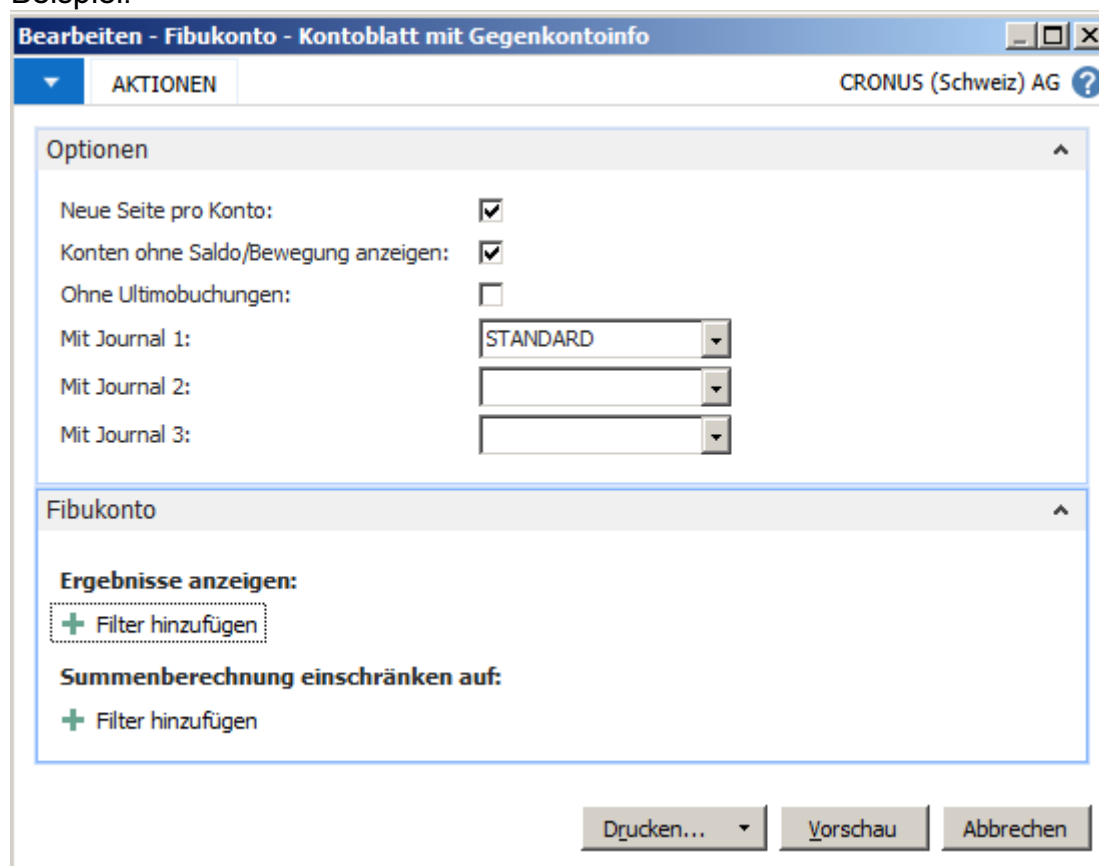 Beispiel:
Bearbeiten - Fibukonto - Kontoblatt mit Gegenkontoinfo
AKTIONEN
CRONUS (Schweiz) AG ?
Optionen
Neue Seite pro Konto:
Konten ohne Saldo/Bewegung anzeigen:
Ohne Ultimobuchungen:
Mit Journal 1: STANDARD
Mit Journal 2:
Mit Journal 3:
Fibukonto
Ergebnisse anzeigen:
Filter hinzufügen
Summenberechnung einschränken auf:
Filter hinzufügen
Drucken... Vorschau Abbrechen